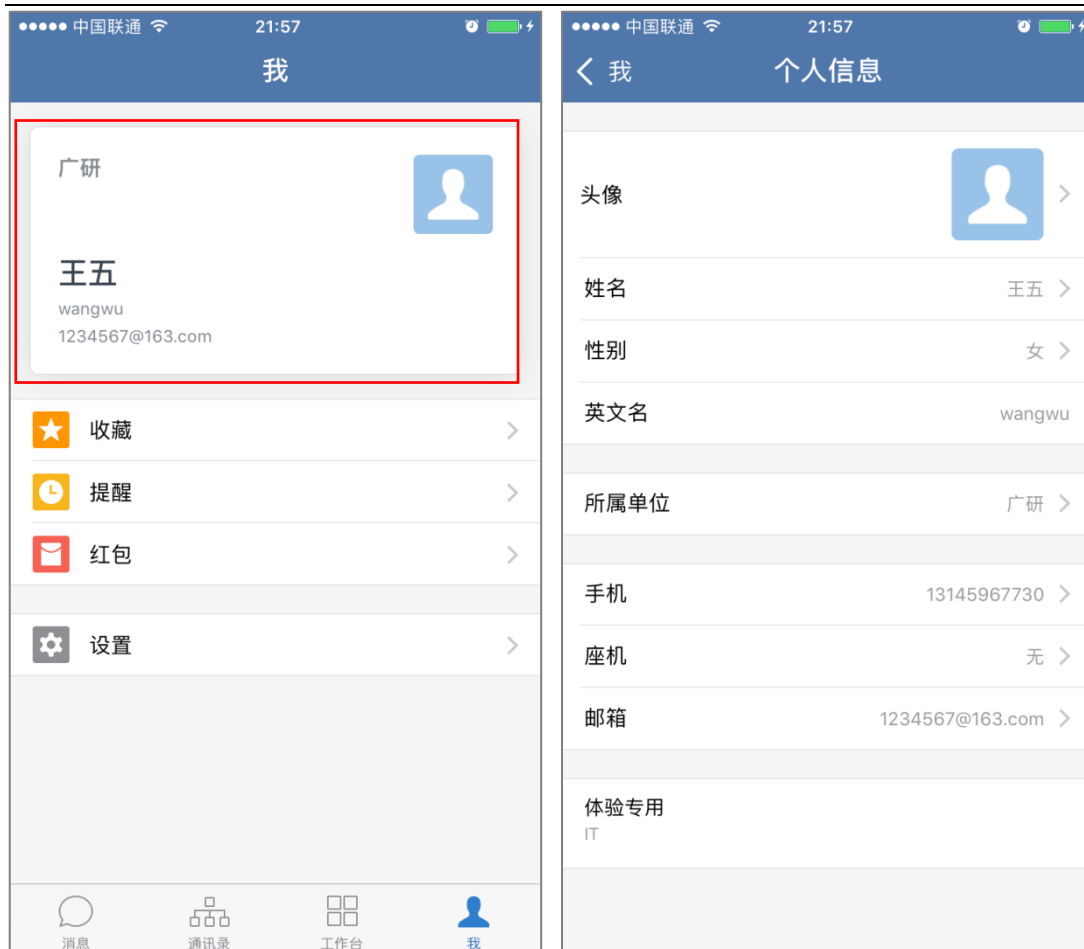 中国联通 21:57
我
广研
王五
wangwu
1234567@163.com
收藏
提醒
红包
设置
消息 通讯录 工作台 我
中国联通 21:57
我 个人信息
头像
姓名 王五
性别 女
英文名 wangwu
所属单位 广研
手机 13145967730
座机 无
邮箱 1234567@163.com
体验专用
IT